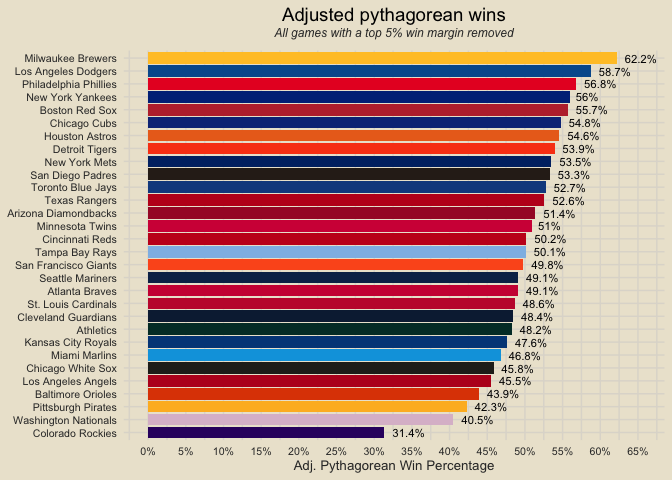 Adjusted pythagorean wins
All games with a top 5% win margin removed
Milwaukee Brewers 62.2%
Los Angeles Dodgers 58.7%
Philadelphia Phillies 56.8%
New York Yankees 56%
Boston Red Sox 55.7%
Chicago Cubs 54.8%
Houston Astros 54.6%
Detroit Tigers 53.9%
New York Mets 53.5%
San Diego Padres 53.3%
Toronto Blue Jays 52.7%
Texas Rangers 52.6%
Arizona Diamondbacks 51.4%
Minnesota Twins 51%
Cincinnati Reds 50.2%
Tampa Bay Rays 50.1%
San Francisco Giants 49.8%
Seattle Mariners 49.1%
Atlanta Braves 49.1%
St. Louis Cardinals 48.6%
Cleveland Guardians 48.4%
Athletics 48.2%
Kansas City Royals 47.6%
Miami Marlins 46.8%
Chicago White Sox 45.8%
Los Angeles Angels 45.5%
Baltimore Orioles 43.9%
Pittsburgh Pirates 42.3%
Washington Nationals 40.5%
Colorado Rockies 31.4%
0% 5% 10% 15% 20% 25% 30% 35% 40% 45% 50% 55% 60% 65%
Adj. Pythagorean Win Percentage